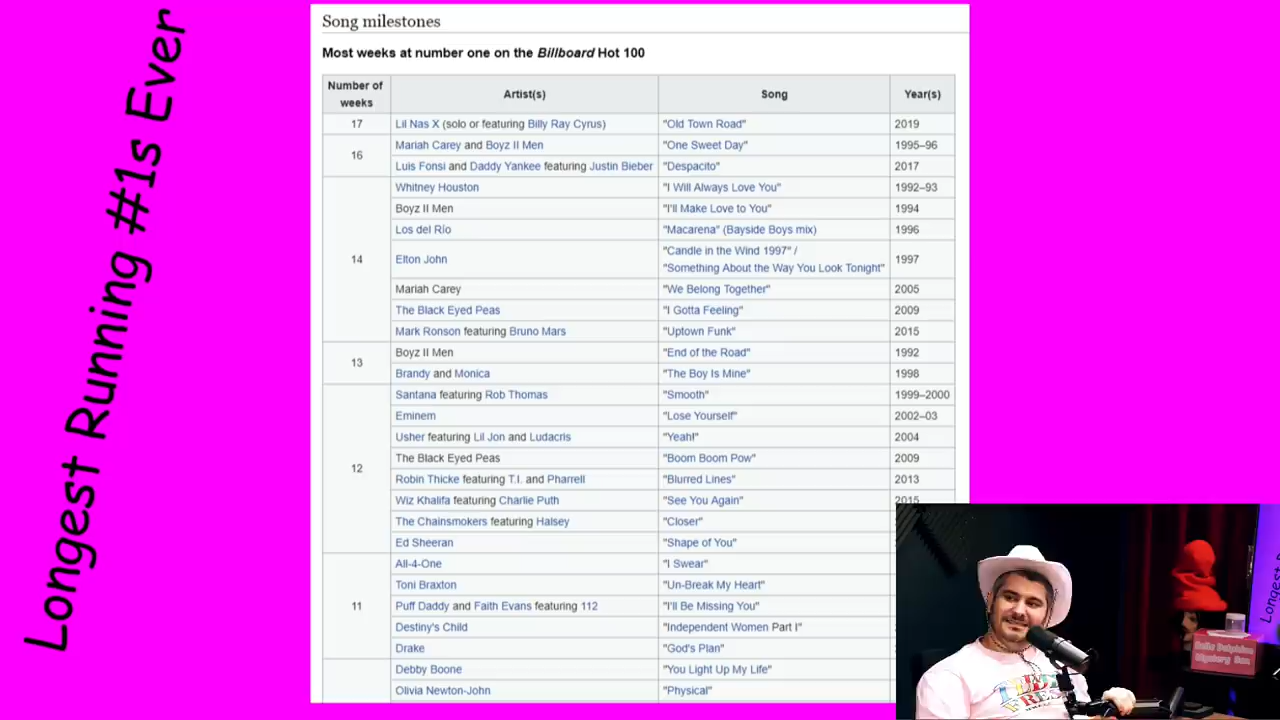 Longest Running #1s Ever
Song milestones
Most weeks at number one on the Billboard Hot 100
Number of weeks Artist(s) Song Year(s)
17 Lil Nas X (solo or featuring Billy Ray Cyrus) "Old Town Road" 2019
16 Mariah Carey and Boyz II Men "One Sweet Day" 1995–96
Luis Fonsi and Daddy Yankee featuring Justin Bieber "Despacito" 2017
14 Whitney Houston "I Will Always Love You" 1992–93
Boyz II Men "I'll Make Love to You" 1994
Los del Río "Macarena" (Bayside Boys mix) 1996
Elton John "Candle in the Wind 1997" /
"Something About the Way You Look Tonight" 1997
Mariah Carey "We Belong Together" 2005
The Black Eyed Peas "I Gotta Feeling" 2009
Mark Ronson featuring Bruno Mars "Uptown Funk" 2015
13 Boyz II Men "End of the Road" 1992
Brandy and Monica "The Boy Is Mine" 1998
12 Santana featuring Rob Thomas "Smooth" 1999–2000
Eminem "Lose Yourself" 2002–03
Usher featuring Lil Jon and Ludacris "Yeah!" 2004
The Black Eyed Peas "Boom Boom Pow" 2009
Robin Thicke featuring T.I. and Pharrell "Blurred Lines" 2013
Wiz Khalifa featuring Charlie Puth "See You Again" 2015
The Chainsmokers featuring Halsey "Closer"
Ed Sheeran "Shape of You"
11 All-4-One "I Swear"
Toni Braxton "Un-Break My Heart"
Puff Daddy and Faith Evans featuring 112 "I'll Be Missing You"
Destiny's Child "Independent Women Part I"
Drake "God's Plan"
Debby Boone "You Light Up My Life"
Olivia Newton-John "Physical"
Belle Delphine
Mystery Box
Longest